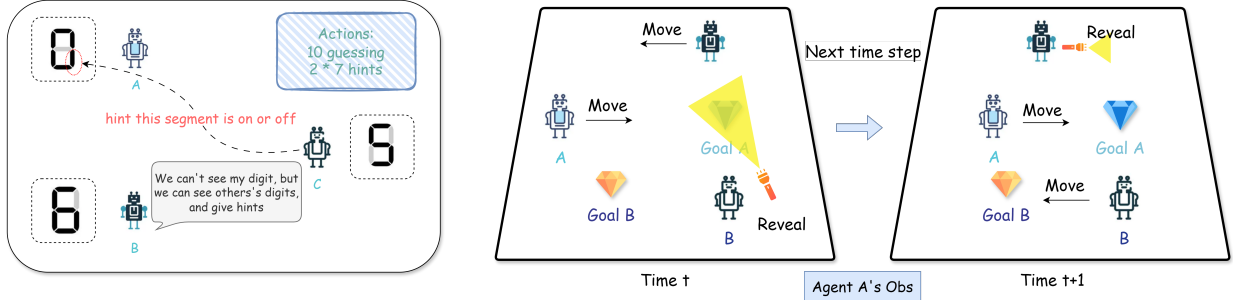 Actions:
10 guessing
2 * 7 hints
A
hint this segment is on or off
C
We can't see my digit, but
we can see others's digits,
and give hints
B
Move
Move
A
Goal A
Goal B
B
Reveal
Time t
Next time step
Agent A's Obs
Reveal
Move
A
Goal A
Move
Goal B
B
Time t+1